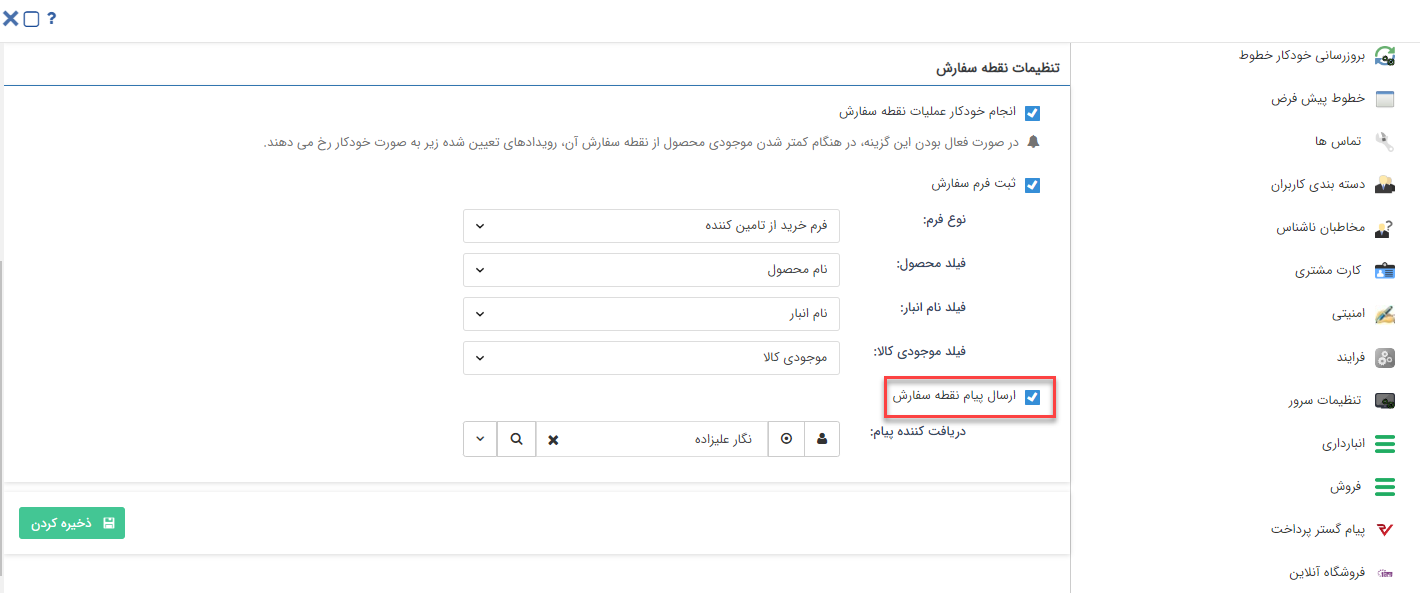 ?
بروزرسانی خودکار خطوط
خطوط پیش فرض
تماس ها
دسته بندی کاربران
مخاطبان ناشناس
کارت مشتری
امنیتی
فرایند
تنظیمات سرور
انبارداری
فروش
پیام گستر پرداخت
فروشگاه آنلاین
تنظیمات نقطه سفارش
انجام خودکار عملیات نقطه سفارش
در صورت فعال بودن این گزینه، در هنگام کمتر شدن موجودی محصول از نقطه سفارش آن، رویدادهای تعیین شده زیر به صورت خودکار رخ می دهند.
ثبت فرم سفارش
نوع فرم: فرم خرید از تامین کننده
فیلد محصول: نام محصول
فیلد نام انبار: نام انبار
فیلد موجودی کالا: موجودی کالا
ارسال پیام نقطه سفارش
دریافت کننده پیام: نگار علیزاده
ذخیره کردن